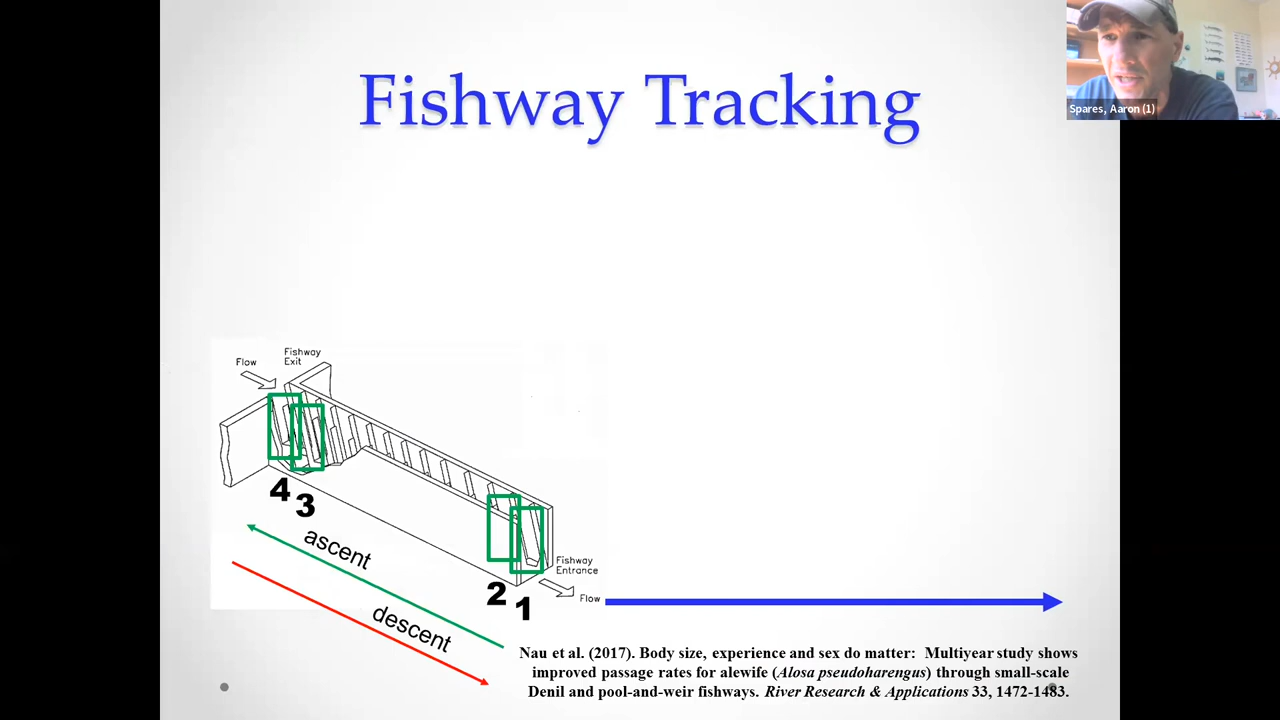 Spares, Aaron (1)
Fishway Tracking
Fishway
Exit
Flow
4
3
ascent
descent
2
1
Fishway
Entrance
Flow
Nau et al. (2017). Body size, experience and sex do matter: Multiyear study shows
improved passage rates for alewife (Alosa pseudoharengus) through small-scale
Denil and pool-and-weir fishways. River Research & Applications 33, 1472-1483.